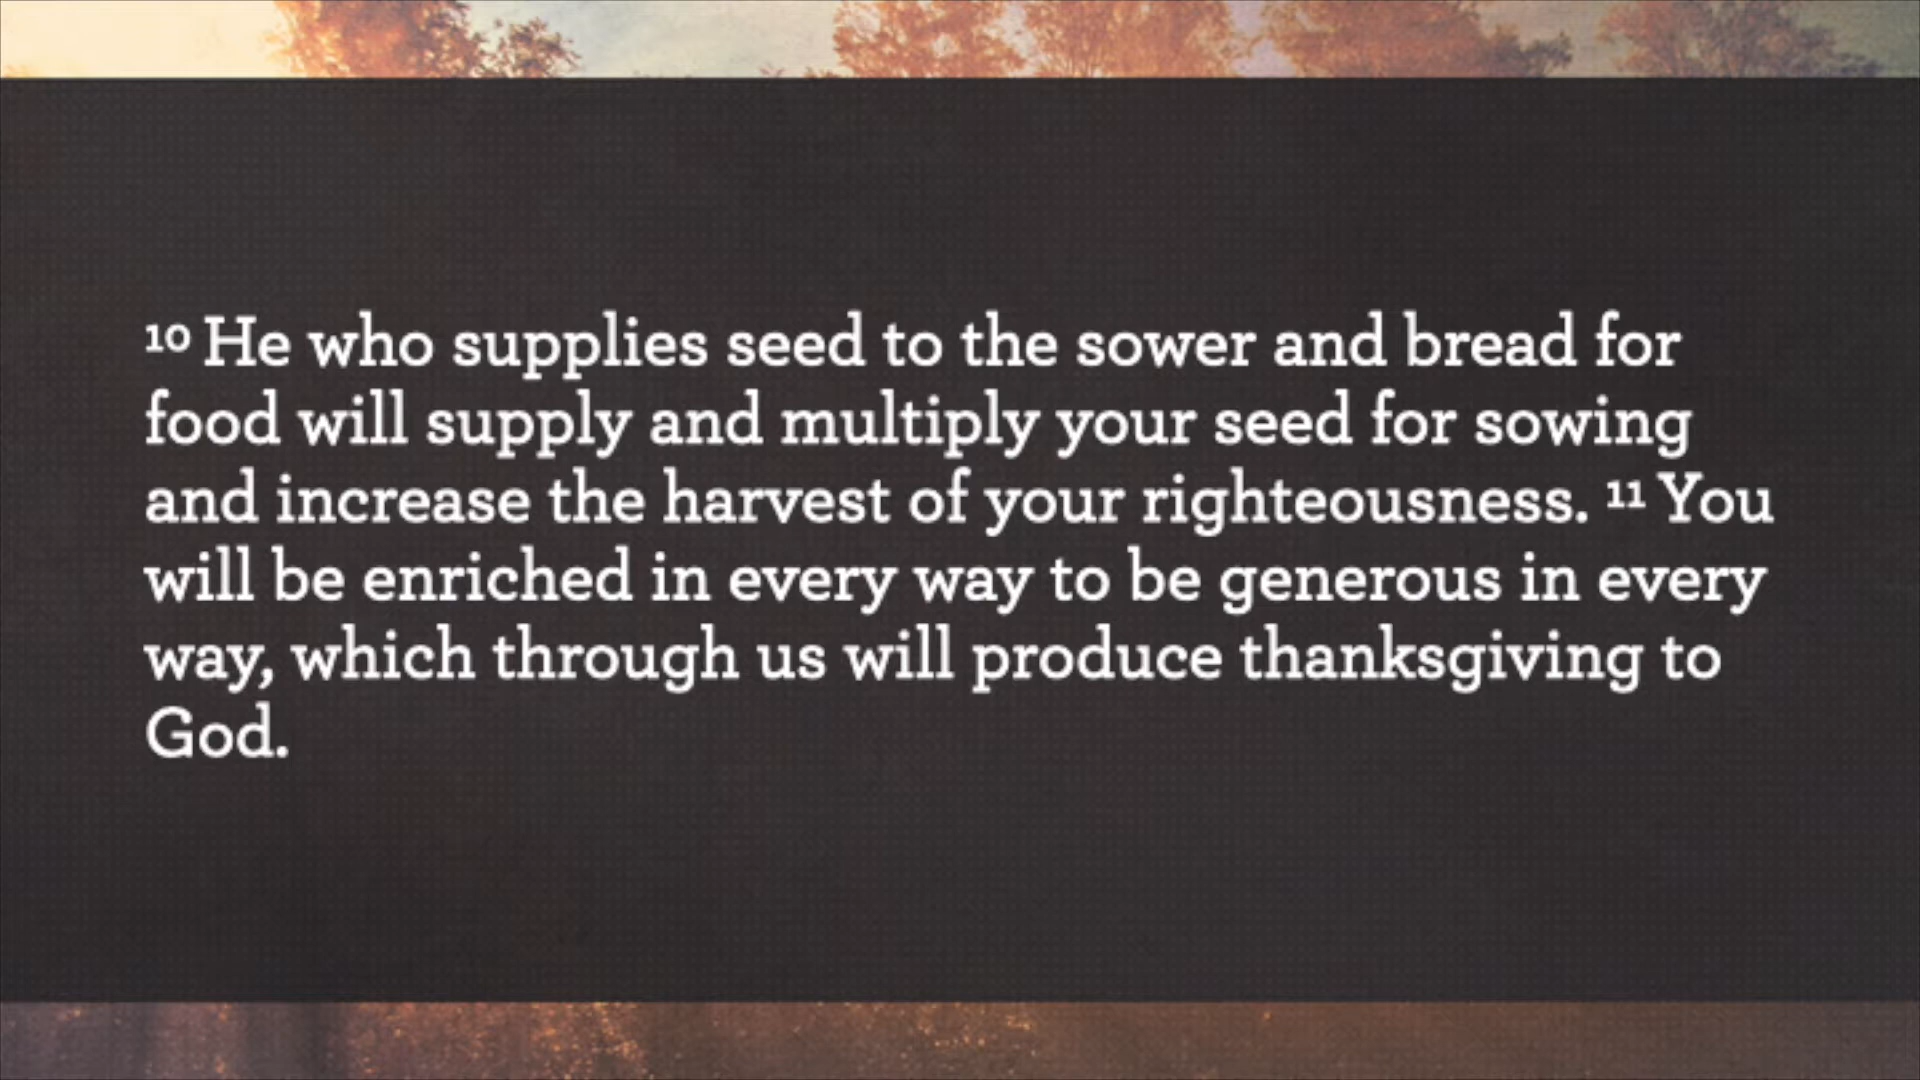 ¹⁰ He who supplies seed to the sower and bread for
food will supply and multiply your seed for sowing
and increase the harvest of your righteousness. ¹¹ You
will be enriched in every way to be generous in every
way, which through us will produce thanksgiving to
God.